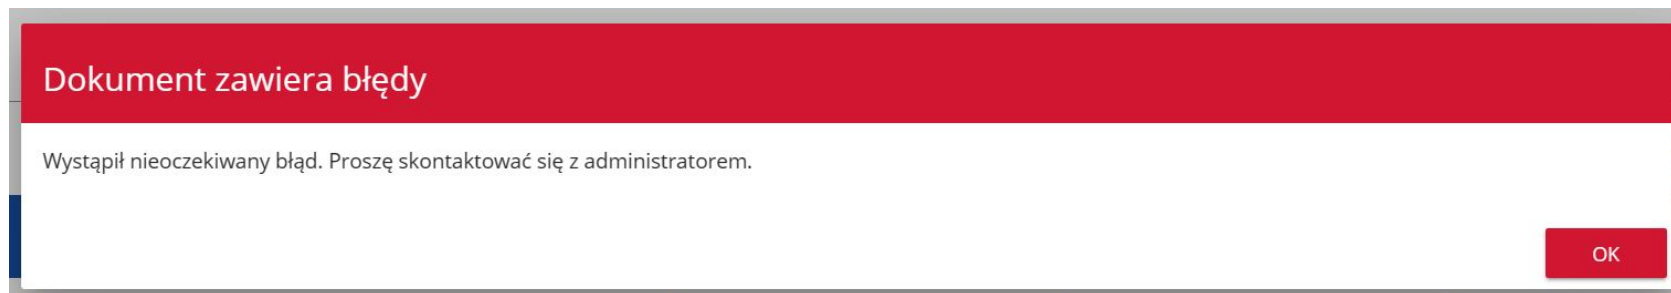 Dokument zawiera błędy
Wystąpił nieoczekiwany błąd. Proszę skontaktować się z administratorem.
OK